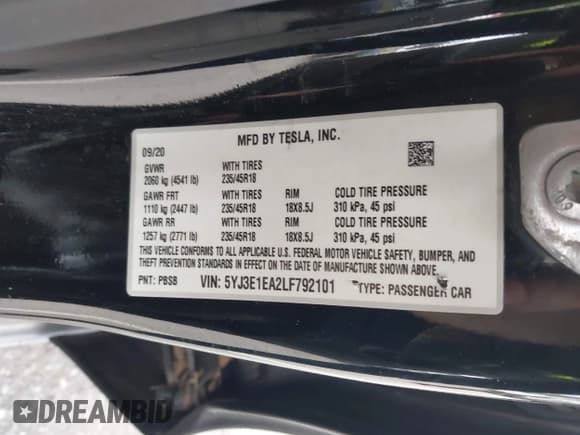 MFD BY TESLA, INC.
09/20
GVWR WITH TIRES
2060 kg (4541 lb) 235/45R18
GAWR FRT WITH TIRES RIM COLD TIRE PRESSURE
1110 kg (2447 lb) 235/45R18 18X8.5J 310 kPa, 45 psi
GAWR RR WITH TIRES RIM COLD TIRE PRESSURE
1257 kg (2771 lb) 235/45R18 18X8.5J 310 kPa, 45 psi
THIS VEHICLE CONFORMS TO ALL APPLICABLE U.S. FEDERAL MOTOR VEHICLE SAFETY, BUMPER, AND
THEFT PREVENTION STANDARDS IN EFFECT ON THE DATE OF MANUFACTURE SHOWN ABOVE.
PNT: PBSB VIN: 5YJ3E1EA2LF792101 TYPE: PASSENGER CAR
DREAMBID